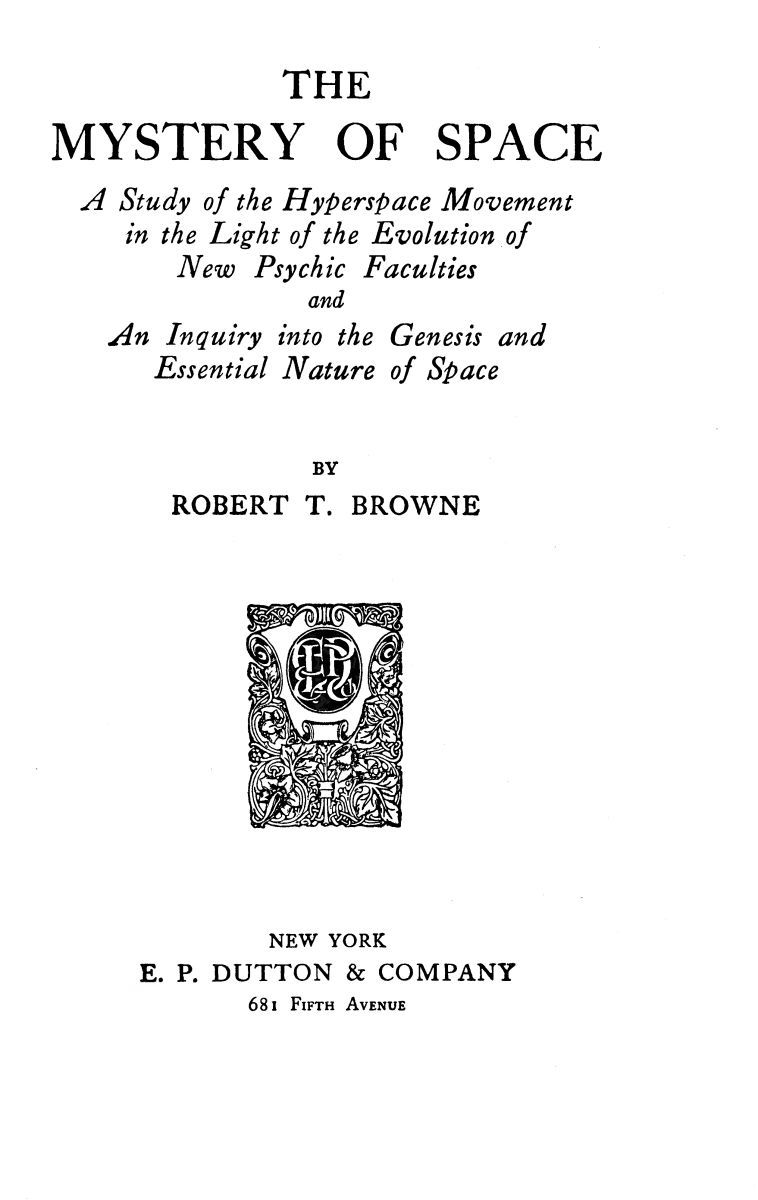 THE
MYSTERY OF SPACE
A Study of the Hyperspace Movement
in the Light of the Evolution of
New Psychic Faculties
and
An Inquiry into the Genesis and
Essential Nature of Space
BY
ROBERT T. BROWNE
NEW YORK
E. P. DUTTON & COMPANY
681 FIFTH AVENUE